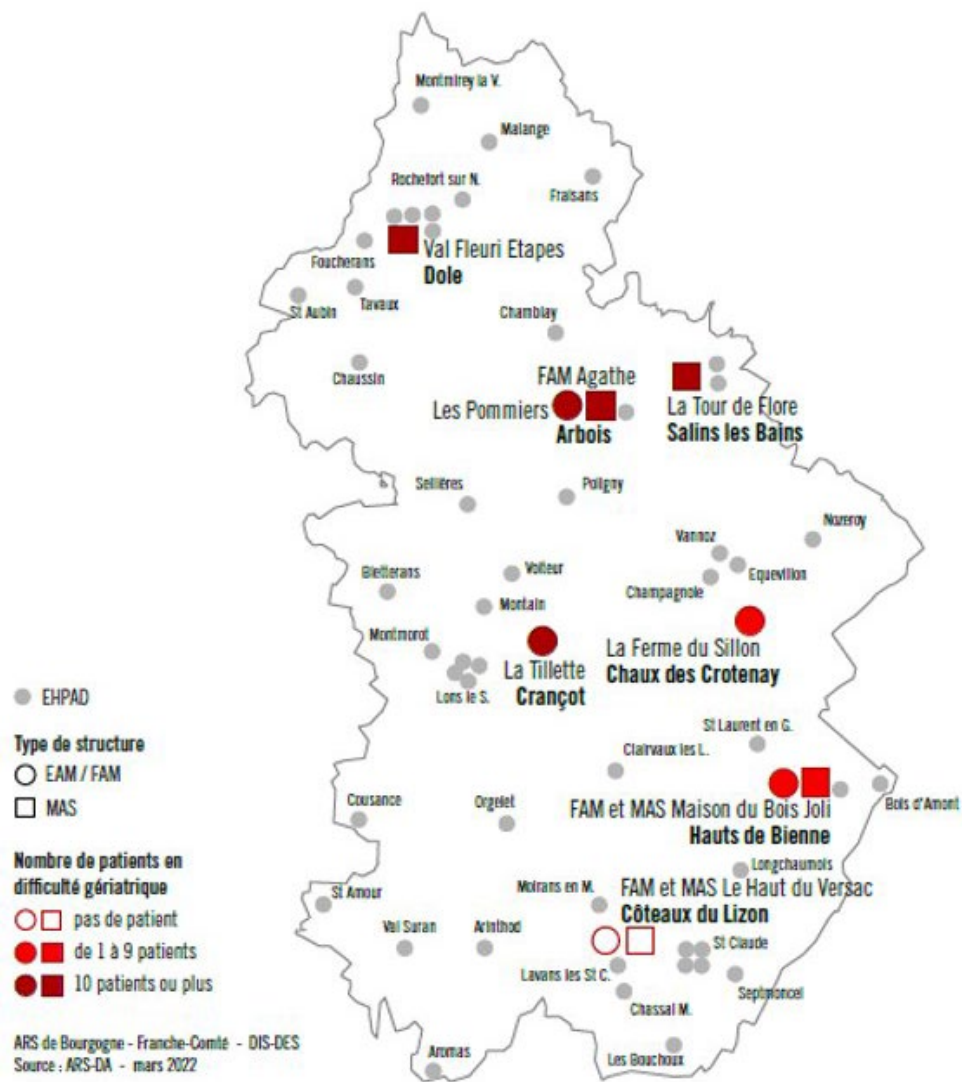 Montmirey la V.
Malange
Rochefort sur N.
Fraisans
Val Fleuri Etapes
Foucherans
Dole
St Aubin
Tavaux
Chamblay
Chaussin
FAM Agathe
Les Pommiers
Arbois
La Tour de Flore
Salins les Bains
Sellières
Poligny
Nozeroy
Vannoz
Bletterans
Voiteur
Equevillon
Champagnole
Montain
Montmorot
La Ferme du Sillon
Chaux des Crotenay
La Tillette
Crançot
Lons le S.
EHPAD
St Laurent en G.
Type de structure
Clairvaux les L.
EAM / FAM
MAS
Bois d'Amont
Cousance
Orgelet
FAM et MAS Maison du Bois Joli
Hauts de Bienne
Nombre de patients en
difficulté gériatrique
Longchaumois
Moirans en M.
FAM et MAS Le Haut du Versac
Côteaux du Lizon
St Amour
pas de patient
Val Suran
Arinthod
St Claude
de 1 à 9 patients
Lavans les St C.
10 patients ou plus
Septmoncel
Chassal M.
ARS de Bourgogne - Franche-Comté - DIS-DES
Source : ARS-DA - mars 2022
Aromas
Les Bouchoux